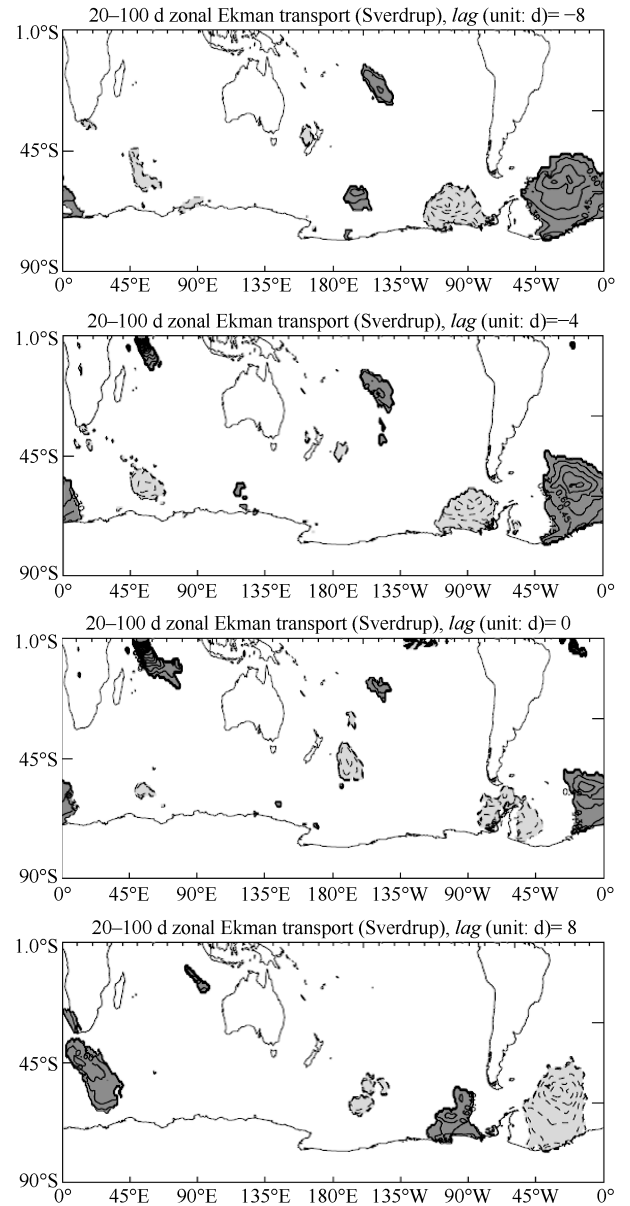 20–100 d zonal Ekman transport (Sverdrup), lag (unit: d)= −8
1.0°S
45°S
90°S
0° 45°E 90°E 135°E 180°E 135°W 90°W 45°W 0°
20–100 d zonal Ekman transport (Sverdrup), lag (unit: d)=−4
1.0°S
45°S
90°S
0° 45°E 90°E 135°E 180°E 135°W 90°W 45°W 0°
20–100 d zonal Ekman transport (Sverdrup), lag (unit: d)= 0
1.0°S
45°S
90°S
0° 45°E 90°E 135°E 180°E 135°W 90°W 45°W 0°
20–100 d zonal Ekman transport (Sverdrup), lag (unit: d)= 8
1.0°S
45°S
90°S
0° 45°E 90°E 135°E 180°E 135°W 90°W 45°W 0°